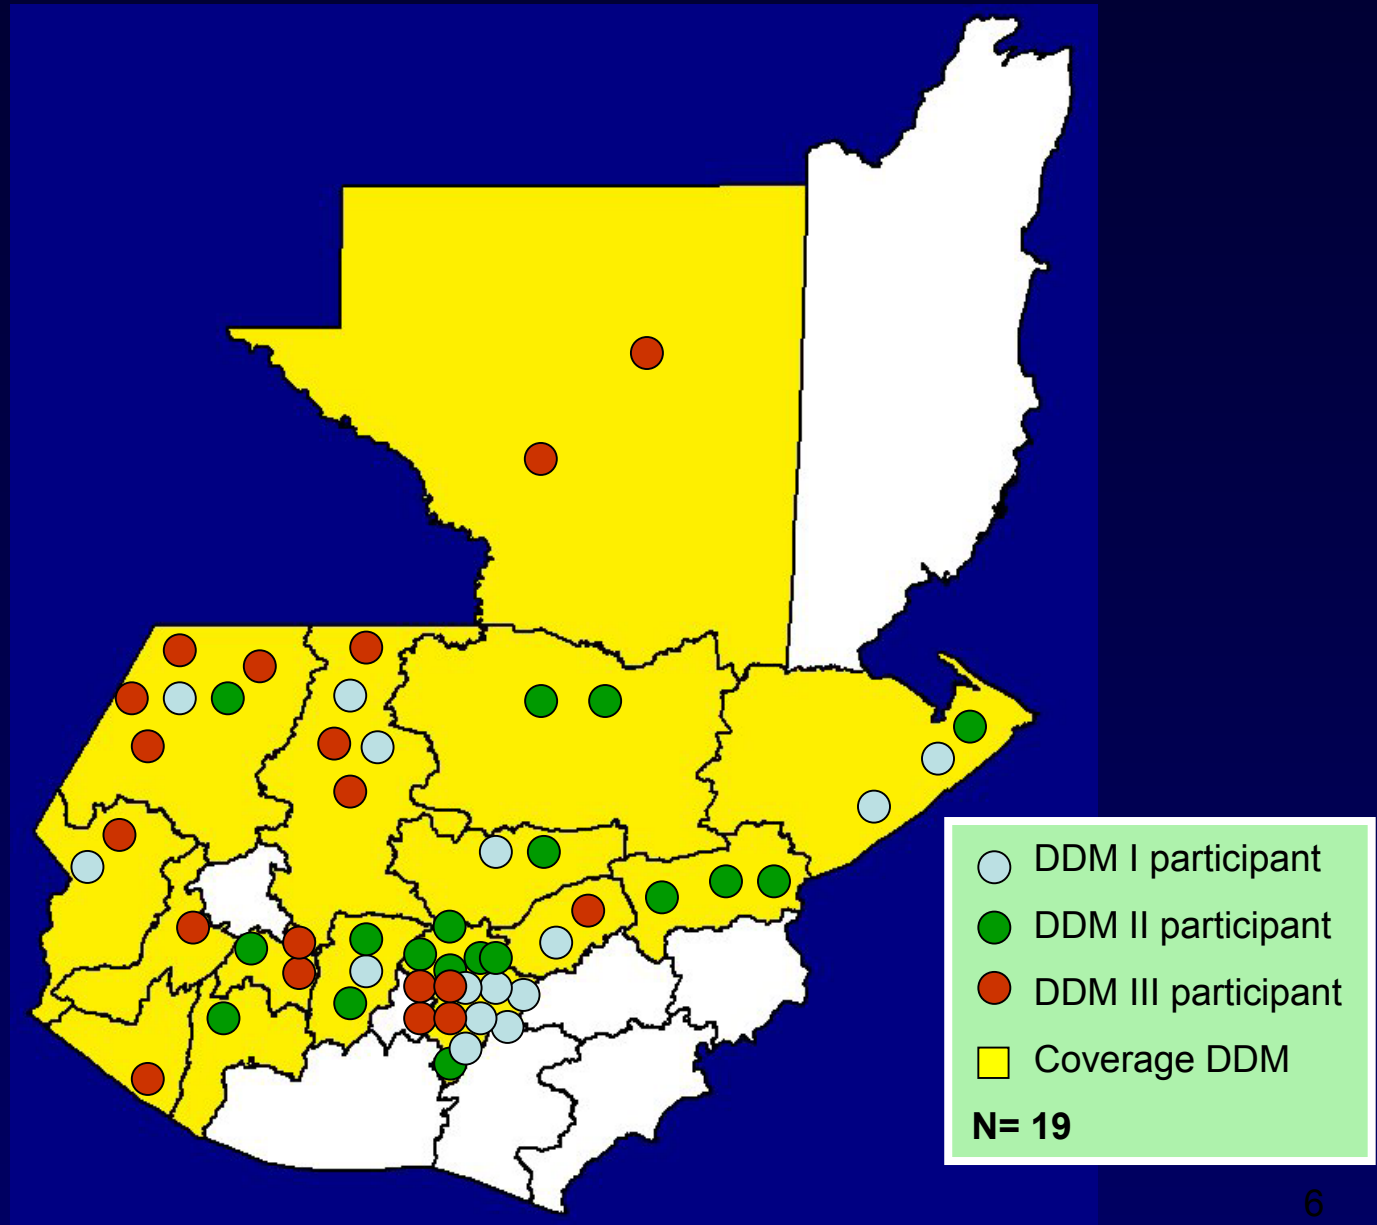 DDM I participant
DDM II participant
DDM III participant
Coverage DDM
N= 19
6